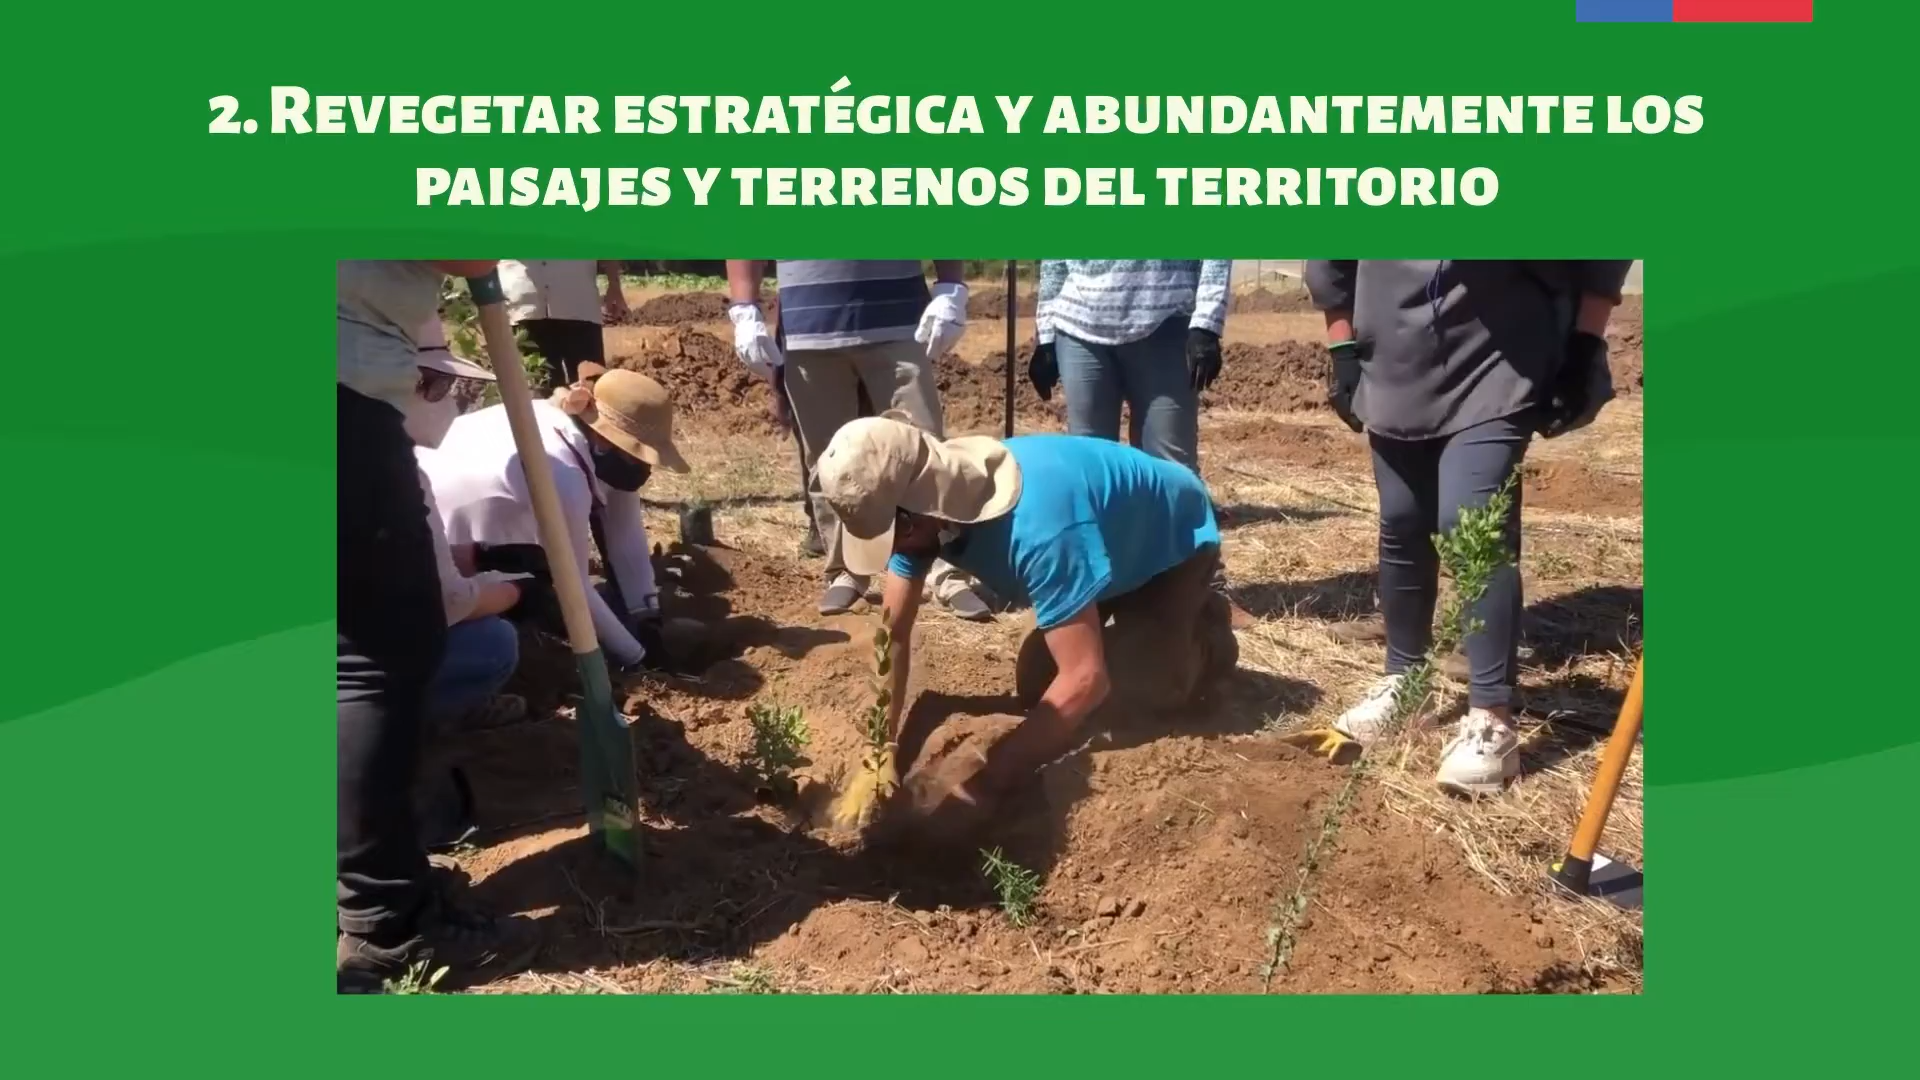 2. Revegetar estratégica y abundantemente los
paisajes y terrenos del territorio